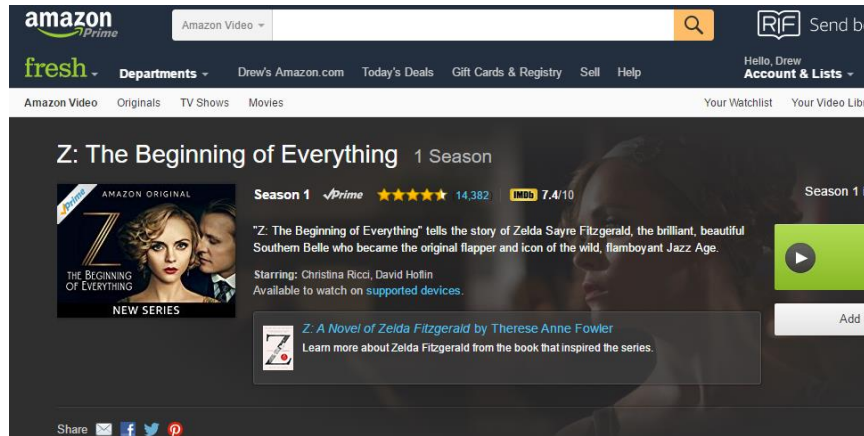 amazon
Prime
Amazon Video
RIF Send b
fresh
Departments
Drew's Amazon.com Today's Deals Gift Cards & Registry Sell Help
Hello, Drew
Account & Lists
Amazon Video Originals TV Shows Movies Your Watchlist Your Video Lib
Z: The Beginning of Everything 1 Season
Prime
AMAZON ORIGINAL
Z
THE BEGINNING
OF EVERYTHING
NEW SERIES
Season 1 Prime 14,382 IMDb 7.4/10
Season 1
"Z: The Beginning of Everything" tells the story of Zelda Sayre Fitzgerald, the brilliant, beautiful
Southern Belle who became the original flapper and icon of the wild, flamboyant Jazz Age.
Starring: Christina Ricci, David Hoflin
Available to watch on supported devices.
Z: A Novel of Zelda Fitzgerald by Therese Anne Fowler
Learn more about Zelda Fitzgerald from the book that inspired the series.
Z
Add
Share